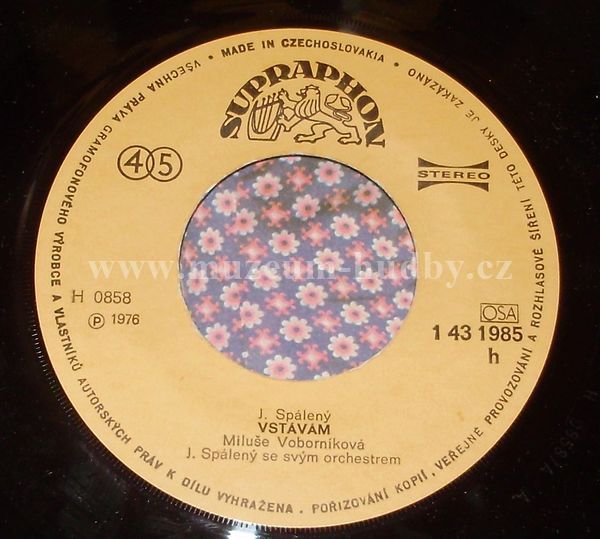 VŠECHNA PRÁVA GRAMOFONOVÉHO VÝROBCE A VLASTNÍKŮ AUTORSKÝCH PRÁV K DÍLU VYHRAŽENA • POŘIZOVÁNÍ KOPIÍ, VEŘEJNÉ PROVOZOVÁNÍ A ROZHLASOVÉ ŠÍŘENÍ TÉTO DESKY JE ZAKÁZÁNO • MADE IN CZECHOSLOVAKIA •
SUPRAPHON
45
STEREO
www.muzeum-hudby.cz
H 0858
℗ 1976
OSA
1 43 1985
h
J. Spálený
VSTÁVÁM
Miluše Voborníková
J. Spálený se svým orchestrem